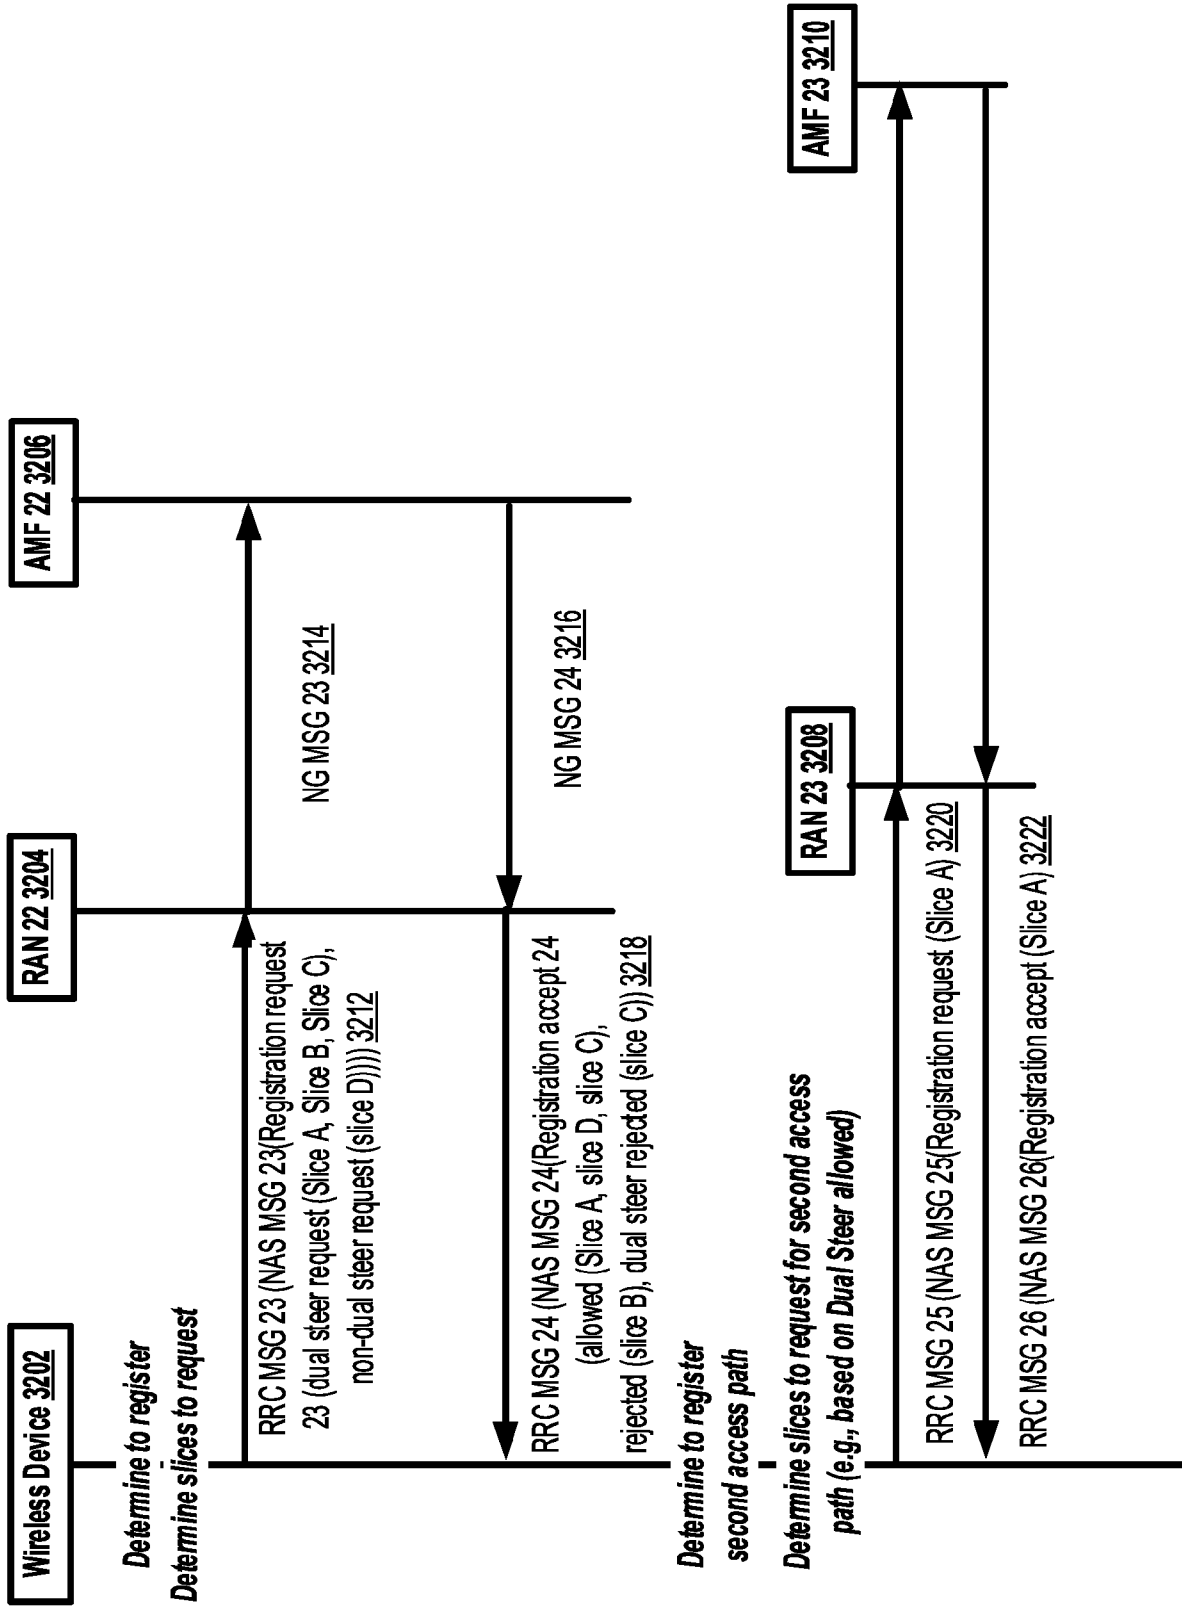 Wireless Device 3202
RAN 22 3204
AMF 22 3206
Determine to register
Determine slices to request
RRC MSG 23 (NAS MSG 23(Registration request
23 (dual steer request (Slice A, Slice B, Slice C),
non-dual steer request (slice D)))) 3212
NG MSG 23 3214
RRC MSG 24 (NAS MSG 24(Registration accept 24
(allowed (Slice A, slice D, slice C),
rejected (slice B), dual steer rejected (slice C)) 3218
NG MSG 24 3216
Determine to register
second access path
Determine slices to request for second access
path (e.g., based on Dual Steer allowed)
RAN 23 3208
AMF 23 3210
RRC MSG 25 (NAS MSG 25(Registration request (Slice A) 3220
RRC MSG 26 (NAS MSG 26(Registration accept (Slice A) 3222